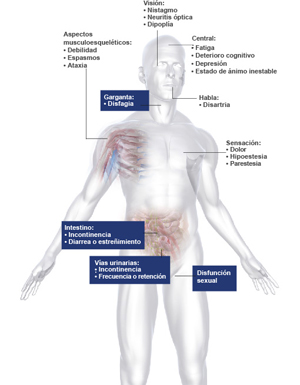 Visión:
• Nistagmo
• Neuritis óptica
• Dipoplía
Aspectos
musculoesqueléticos:
• Debilidad
• Espasmos
• Ataxia
Central:
• Fatiga
• Deterioro cognitivo
• Depresión
• Estado de ánimo inestable
Garganta:
• Disfagia
Habla:
• Disartria
Sensación:
• Dolor
• Hipoestesia
• Parestesia
Intestino:
• Incontinencia
• Diarrea o estreñimiento
Vías urinarias:
• Incontinencia
• Frecuencia o retención
Disfunción
sexual